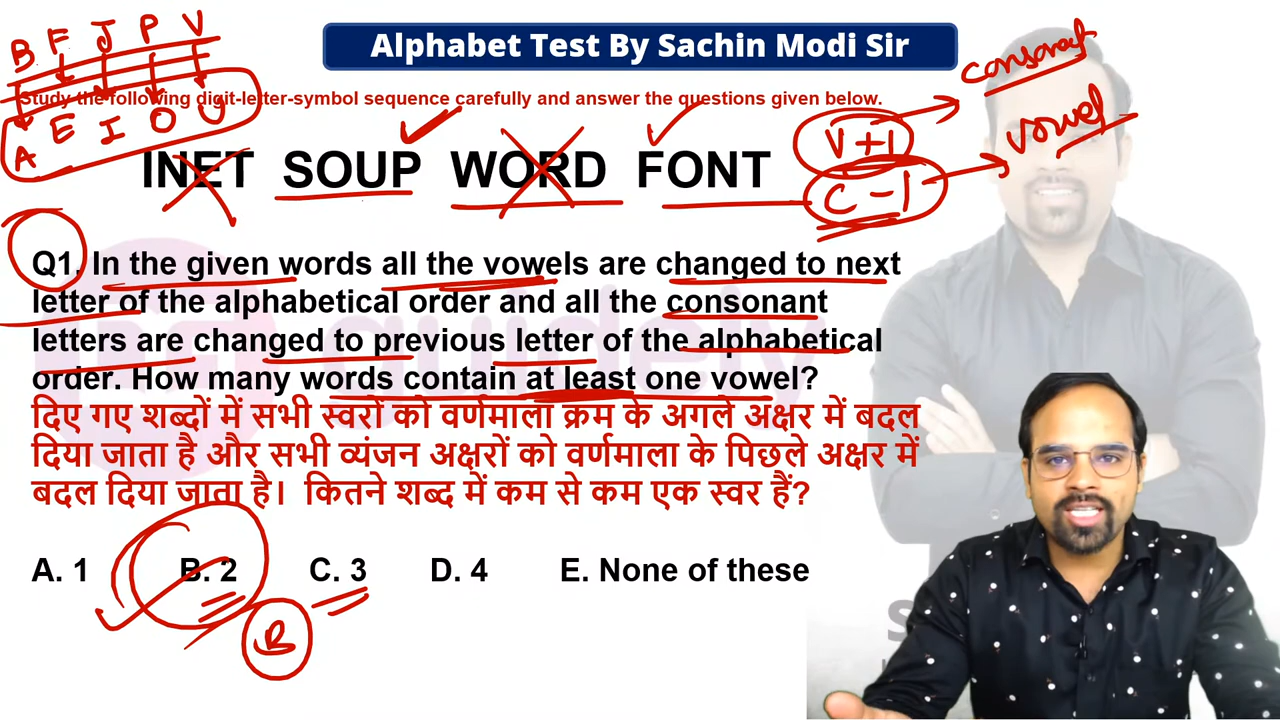 Alphabet Test By Sachin Modi Sir
B F J P V
A E I O U
Study the following digit-letter-symbol sequence carefully and answer the questions given below.
consonant
vowel
V+1
C-1
INET SOUP WORD FONT
Q1. In the given words all the vowels are changed to next
letter of the alphabetical order and all the consonant
letters are changed to previous letter of the alphabetical
order. How many words contain at least one vowel?
दिए गए शब्दों में सभी स्वरों को वर्णमाला क्रम के अगले अक्षर में बदल
दिया जाता है और सभी व्यंजन अक्षरों को वर्णमाला के पिछले अक्षर में
बदल दिया जाता है। कितने शब्द में कम से कम एक स्वर हैं?
A. 1 B. 2 C. 3 D. 4 E. None of these
B